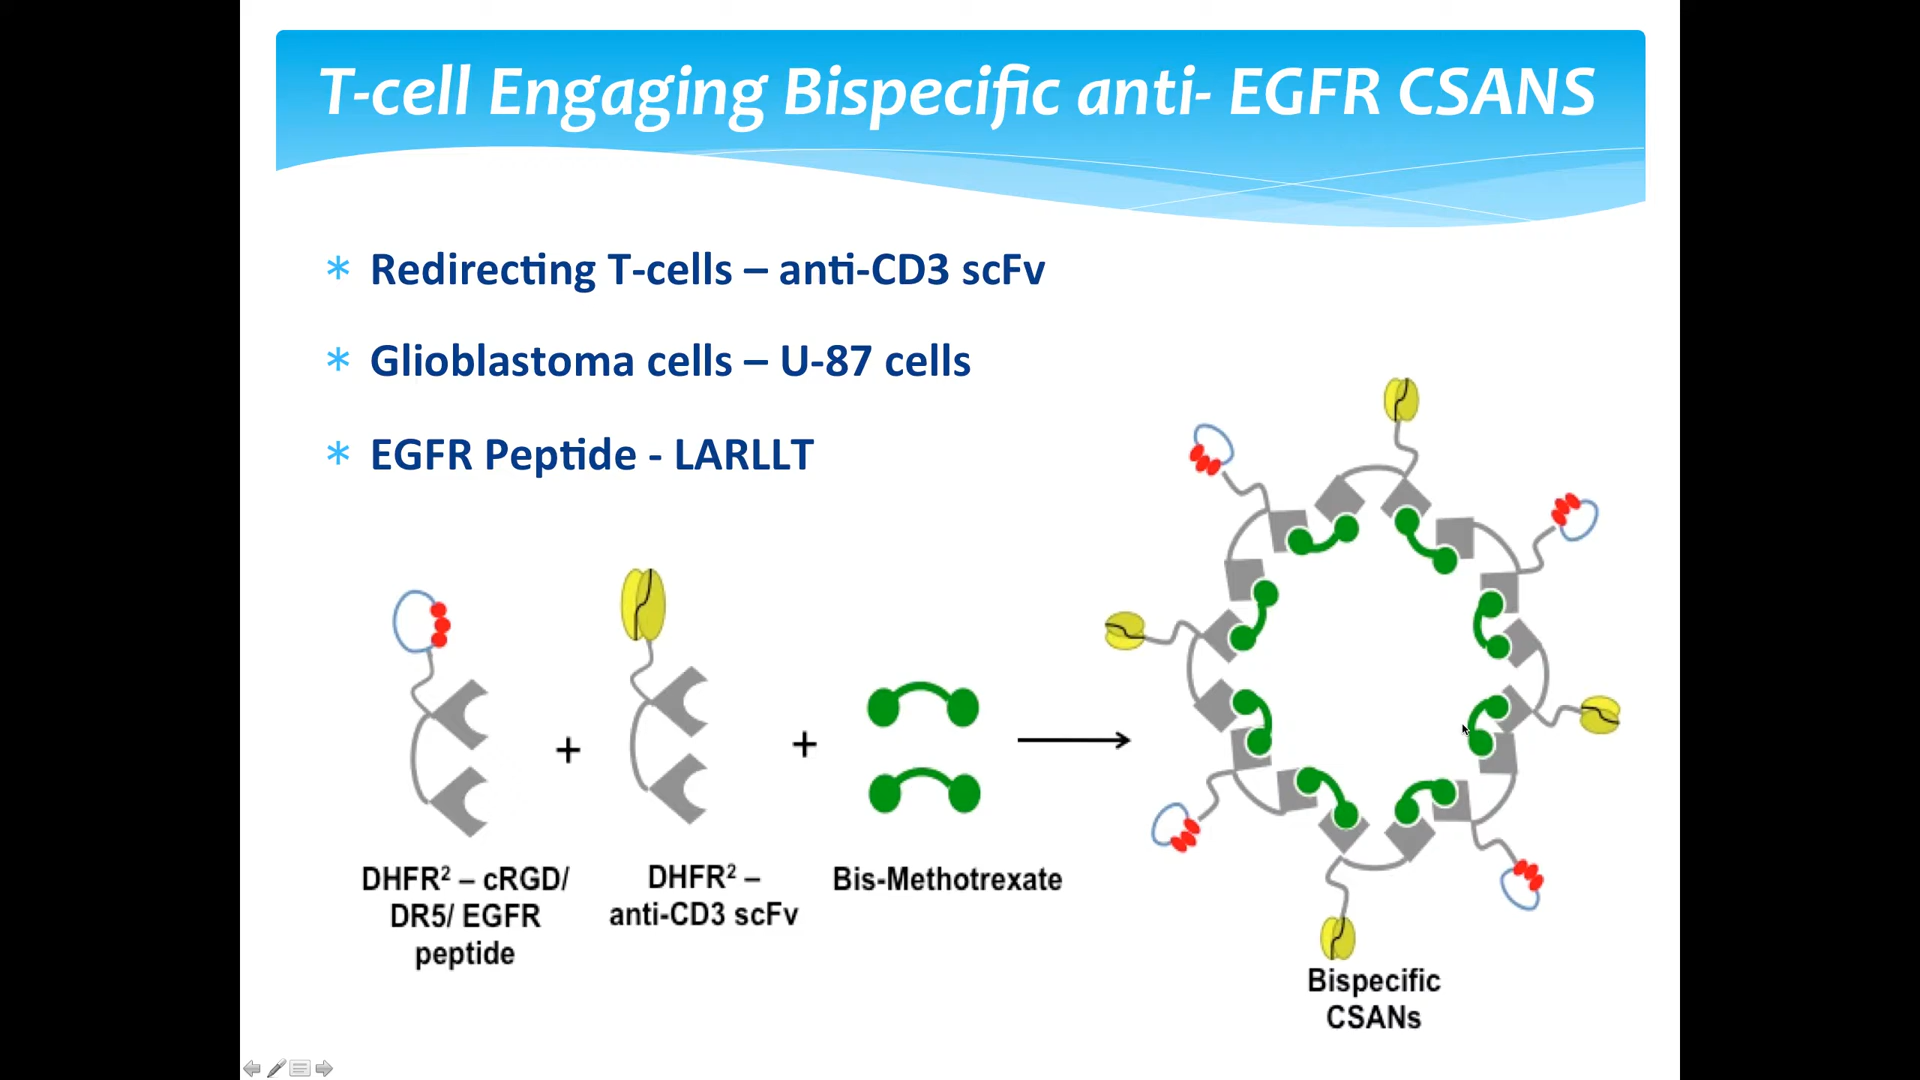 T-cell Engaging Bispecific anti- EGFR CSANS
* Redirecting T-cells – anti-CD3 scFv
* Glioblastoma cells – U-87 cells
* EGFR Peptide - LARLLT
+
+
DHFR² – cRGD/
DR5/ EGFR
peptide
DHFR² –
anti-CD3 scFv
Bis-Methotrexate
Bispecific
CSANs